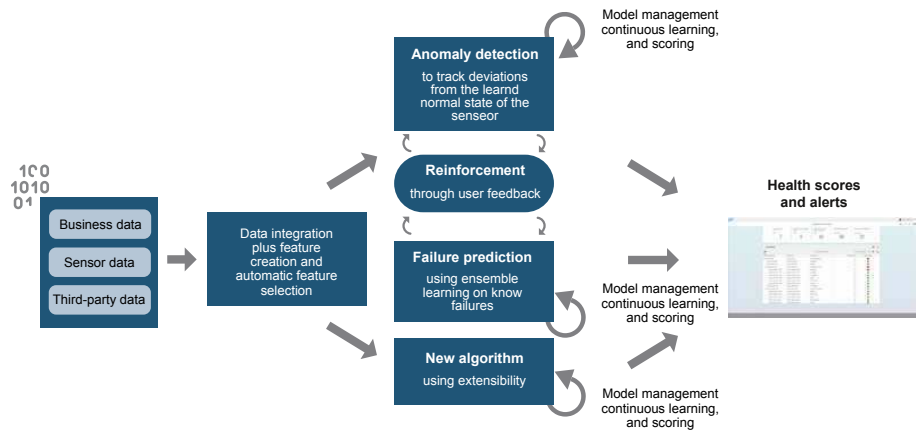 Model management
continuous learning,
and scoring
Anomaly detection
to track deviations
from the learnd
normal state of the
senseor
100
1010
01
Reinforcement
through user feedback
Business data
Sensor data
Third-party data
Data integration
plus feature
creation and
automatic feature
selection
Failure prediction
using ensemble
learning on know
failures
Model management
continuous learning,
and scoring
New algorithm
using extensibility
Model management
continuous learning,
and scoring
Health scores
and alerts